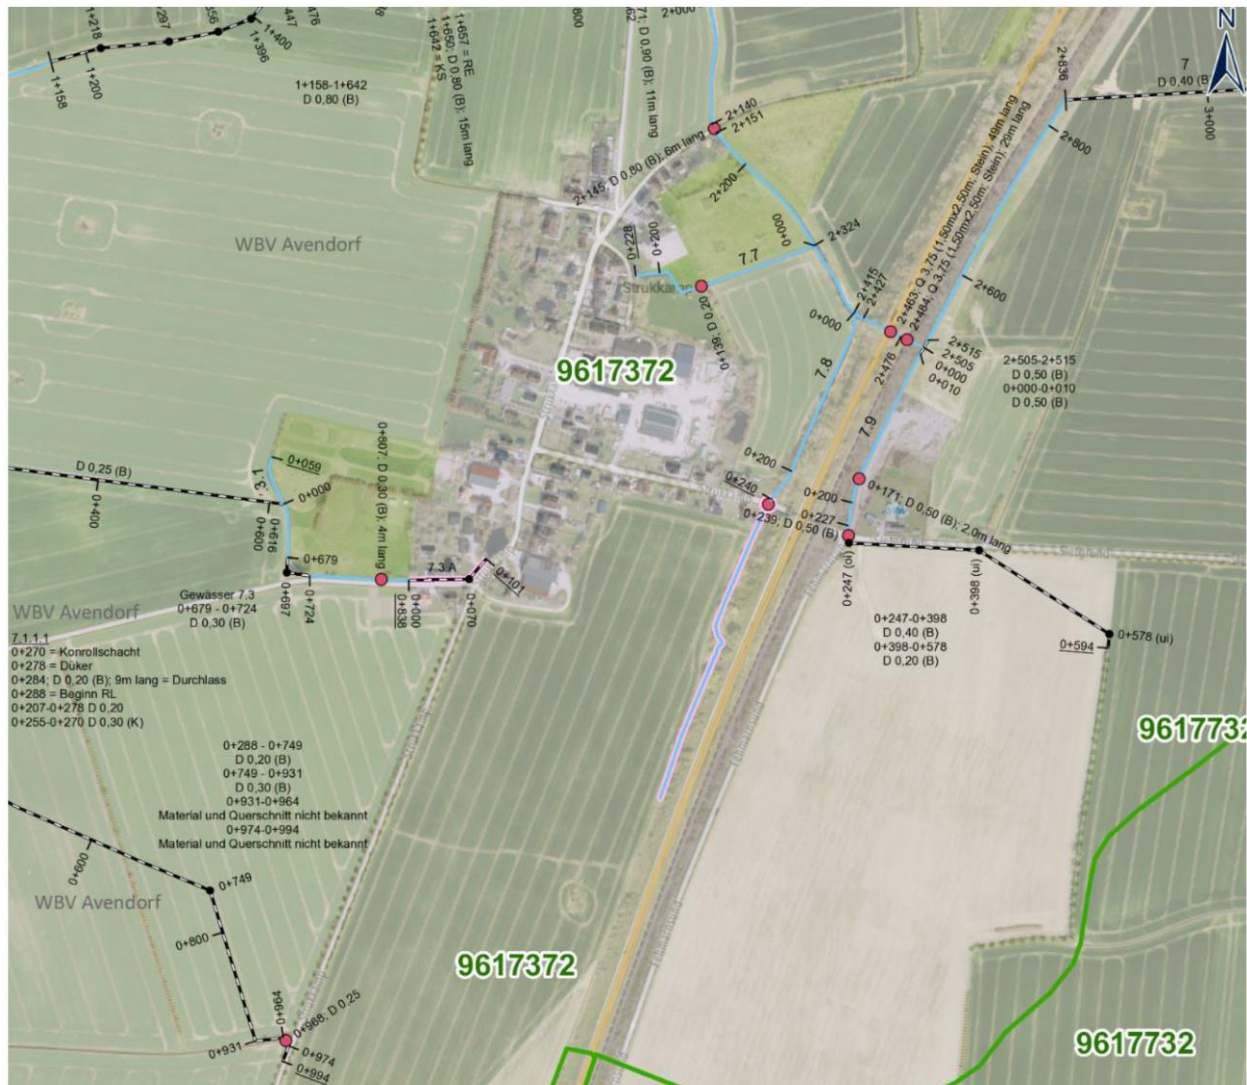 1+218
1+297
1+396
1+400
1+158
1+200
1+158-1+642
D 0,80 (B)
1+657 = RE
1+650; D 0,80 (B); 15m lang
1+642 = KS
71; D 0,90 (B); 11m lang
2+000
N
7
D 0,40 (B)
3+000
2+836
2+800
2+140
2+151
2+145; D 0,80 (B); 6m lang
2+200
2+324
0+000
7.7
0+200
0+228
0+139; D 0,20
WBV Avendorf
2+463; Q 3,75 (1,50mx2,50m; Stein); 49m lang
2+484; Q 3,75 (1,50mx2,50m; Stein); 29m lang
2+600
2+415
2+427
0+000
2+476
2+515
2+505
0+000
0+010
2+505-2+515
D 0,50 (B)
0+000-0+010
D 0,50 (B)
9617372
7.8
7.9
0+200
0+240
0+239; D 0,50 (B)
0+171; D 0,50 (B); 2,0m lang
0+200
0+227
0+247 (oi)
0+398 (ui)
0+578 (ui)
0+594
0+247-0+398
D 0,40 (B)
0+398-0+578
D 0,20 (B)
D 0,25 (B)
0+400
3.1
0+059
0+000
0+616
0+600
0+807; D 0,30 (B); 4m lang
0+679
0+697
0+724
0+838
0+000
7.3.A
0+070
0+101
Gewässer 7.3
0+679 - 0+724
D 0,30 (B)
WBV Avendorf
7.1.1.1
0+270 = Konrollschacht
0+278 = Düker
0+284; D 0,20 (B); 9m lang = Durchlass
0+288 = Beginn RL
0+207-0+278 D 0,20
0+255-0+270 D 0,30 (K)
0+288 - 0+749
D 0,20 (B)
0+749 - 0+931
D 0,30 (B)
0+931-0+964
Material und Querschnitt nicht bekannt
0+974-0+994
Material und Querschnitt nicht bekannt
0+600
0+749
WBV Avendorf
0+800
0+931
0+964
0+968; D 0,25
0+974
0+994
9617372
9617732
9617732